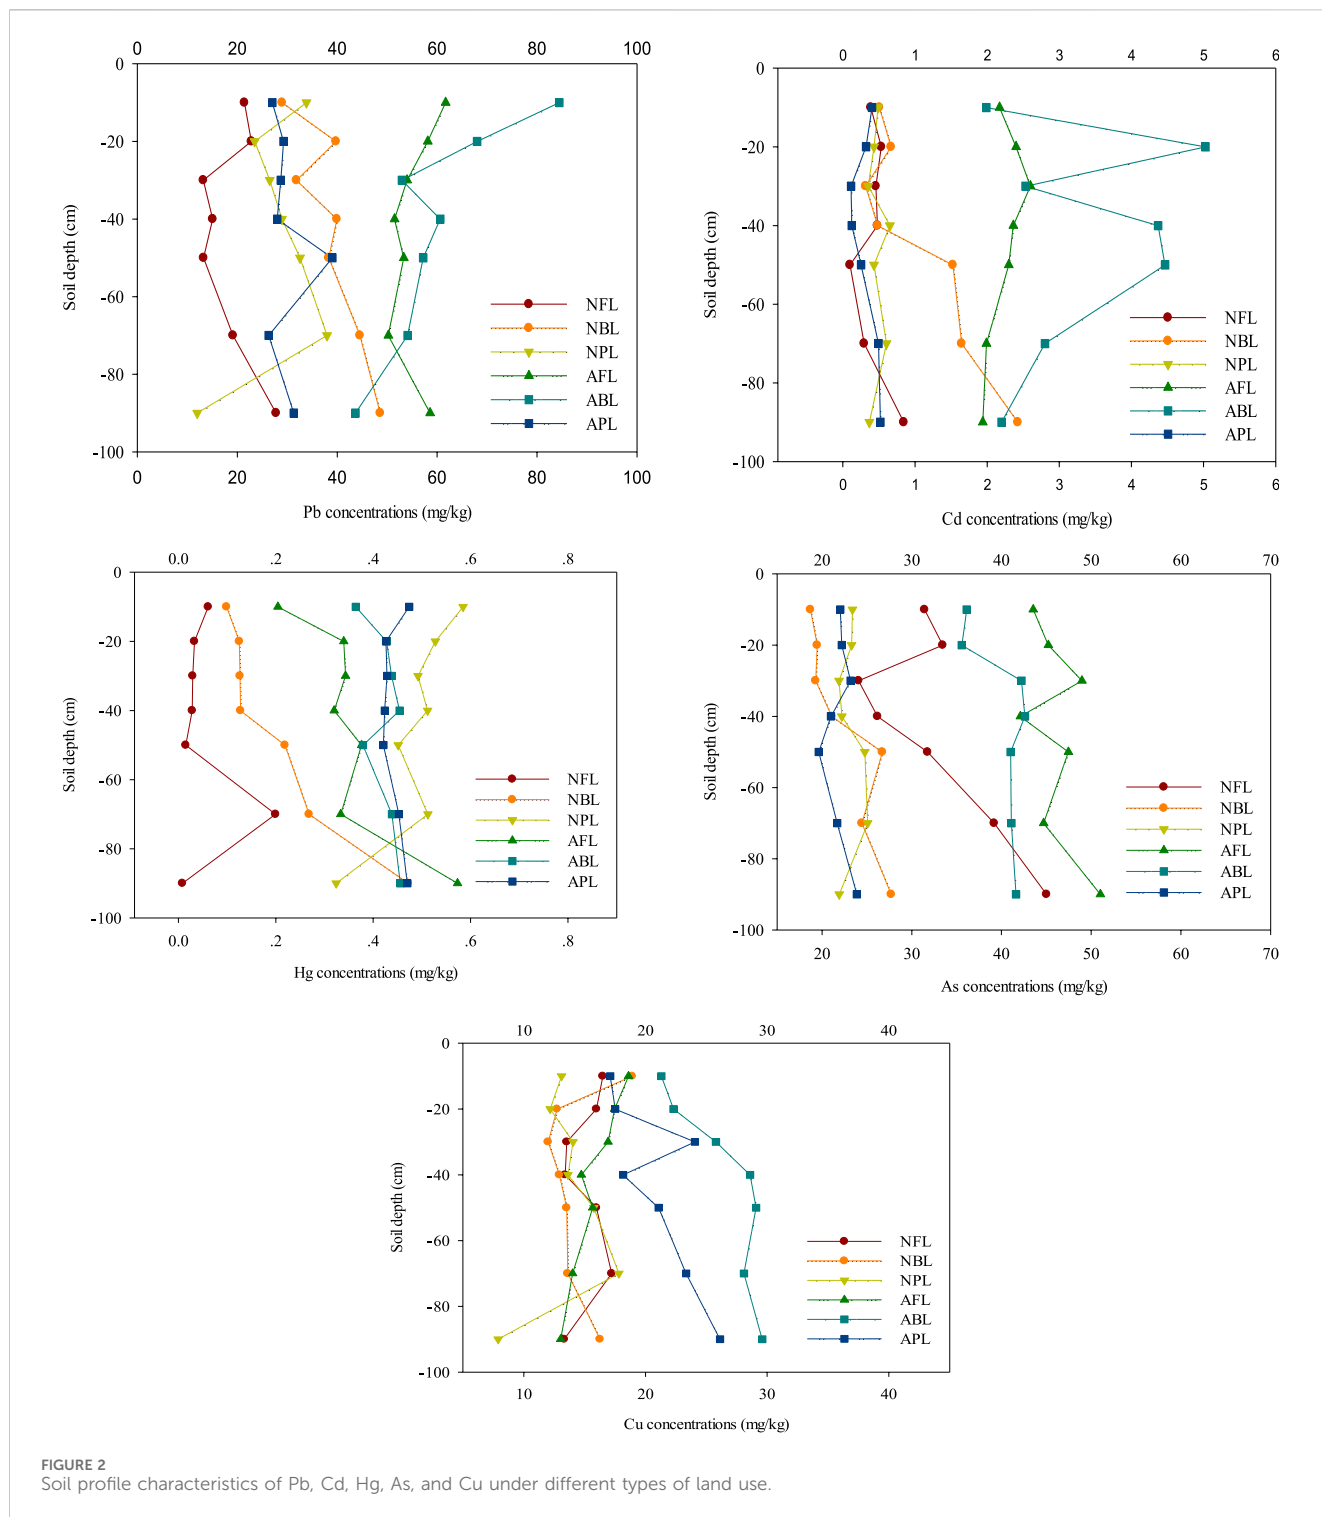 0 20 40 60 80 100
0
-20
-40
-60
-80
-100
Soil depth (cm)
NFL
NBL
NPL
AFL
ABL
APL
0 20 40 60 80 100
Pb concentrations (mg/kg)
0 1 2 3 4 5 6
0
-20
-40
-60
-80
-100
Soil depth (cm)
NFL
NBL
NPL
AFL
ABL
APL
0 1 2 3 4 5 6
Cd concentrations (mg/kg)
0.0 .2 .4 .6 .8
0
-20
-40
-60
-80
-100
Soil depth (cm)
NFL
NBL
NPL
AFL
ABL
APL
0.0 .2 .4 .6 .8
Hg concentrations (mg/kg)
20 30 40 50 60 70
0
-20
-40
-60
-80
-100
Soil depth (cm)
NFL
NBL
NPL
AFL
ABL
APL
20 30 40 50 60 70
As concentrations (mg/kg)
10 20 30 40
0
-20
-40
-60
-80
-100
Soil depth (cm)
NFL
NBL
NPL
AFL
ABL
APL
10 20 30 40
Cu concentrations (mg/kg)
FIGURE 2
Soil profile characteristics of Pb, Cd, Hg, As, and Cu under different types of land use.